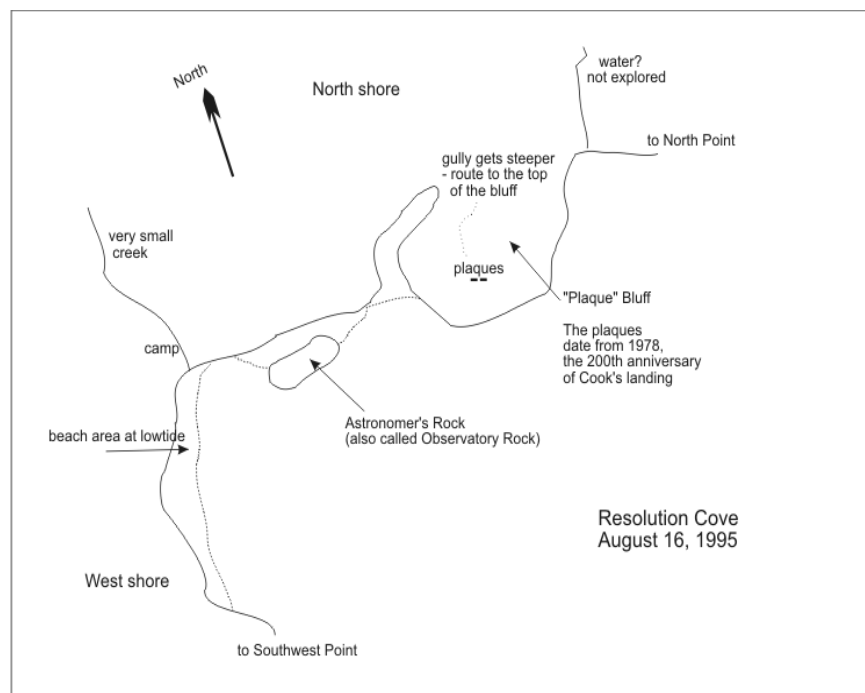 North
North shore
water?
not explored
to North Point
gully gets steeper
- route to the top
of the bluff
very small
creek
plaques
"Plaque" Bluff
The plaques
date from 1978,
the 200th anniversary
of Cook's landing
camp
Astronomer's Rock
(also called Observatory Rock)
beach area at lowtide
Resolution Cove
August 16, 1995
West shore
to Southwest Point